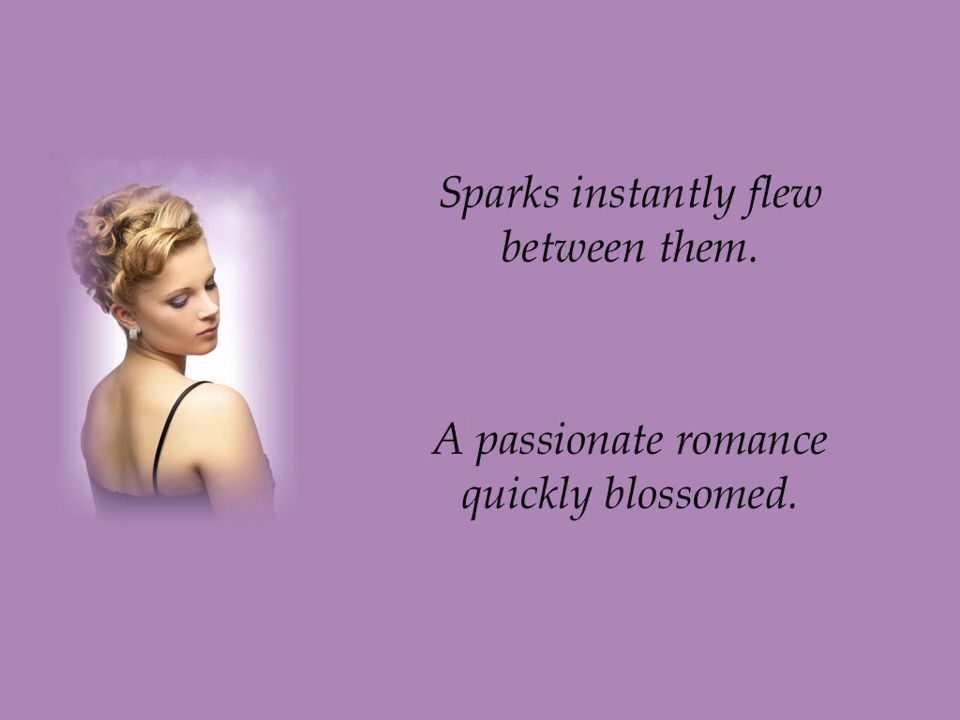 Sparks instantly flew
between them.
A passionate romance
quickly blossomed.